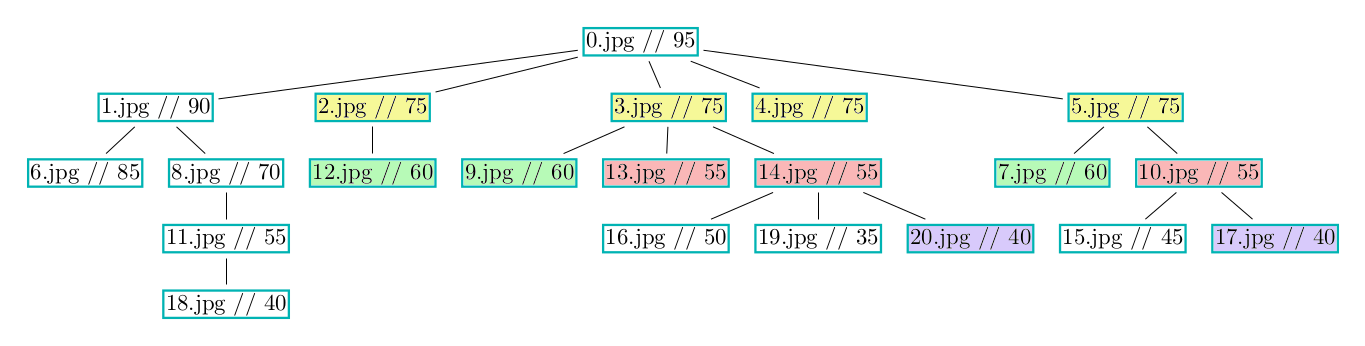 0.jpg // 95
1.jpg // 90
2.jpg // 75
3.jpg // 75
4.jpg // 75
5.jpg // 75
6.jpg // 85
8.jpg // 70
12.jpg // 60
9.jpg // 60
13.jpg // 55
14.jpg // 55
7.jpg // 60
10.jpg // 55
11.jpg // 55
16.jpg // 50
19.jpg // 35
20.jpg // 40
15.jpg // 45
17.jpg // 40
18.jpg // 40